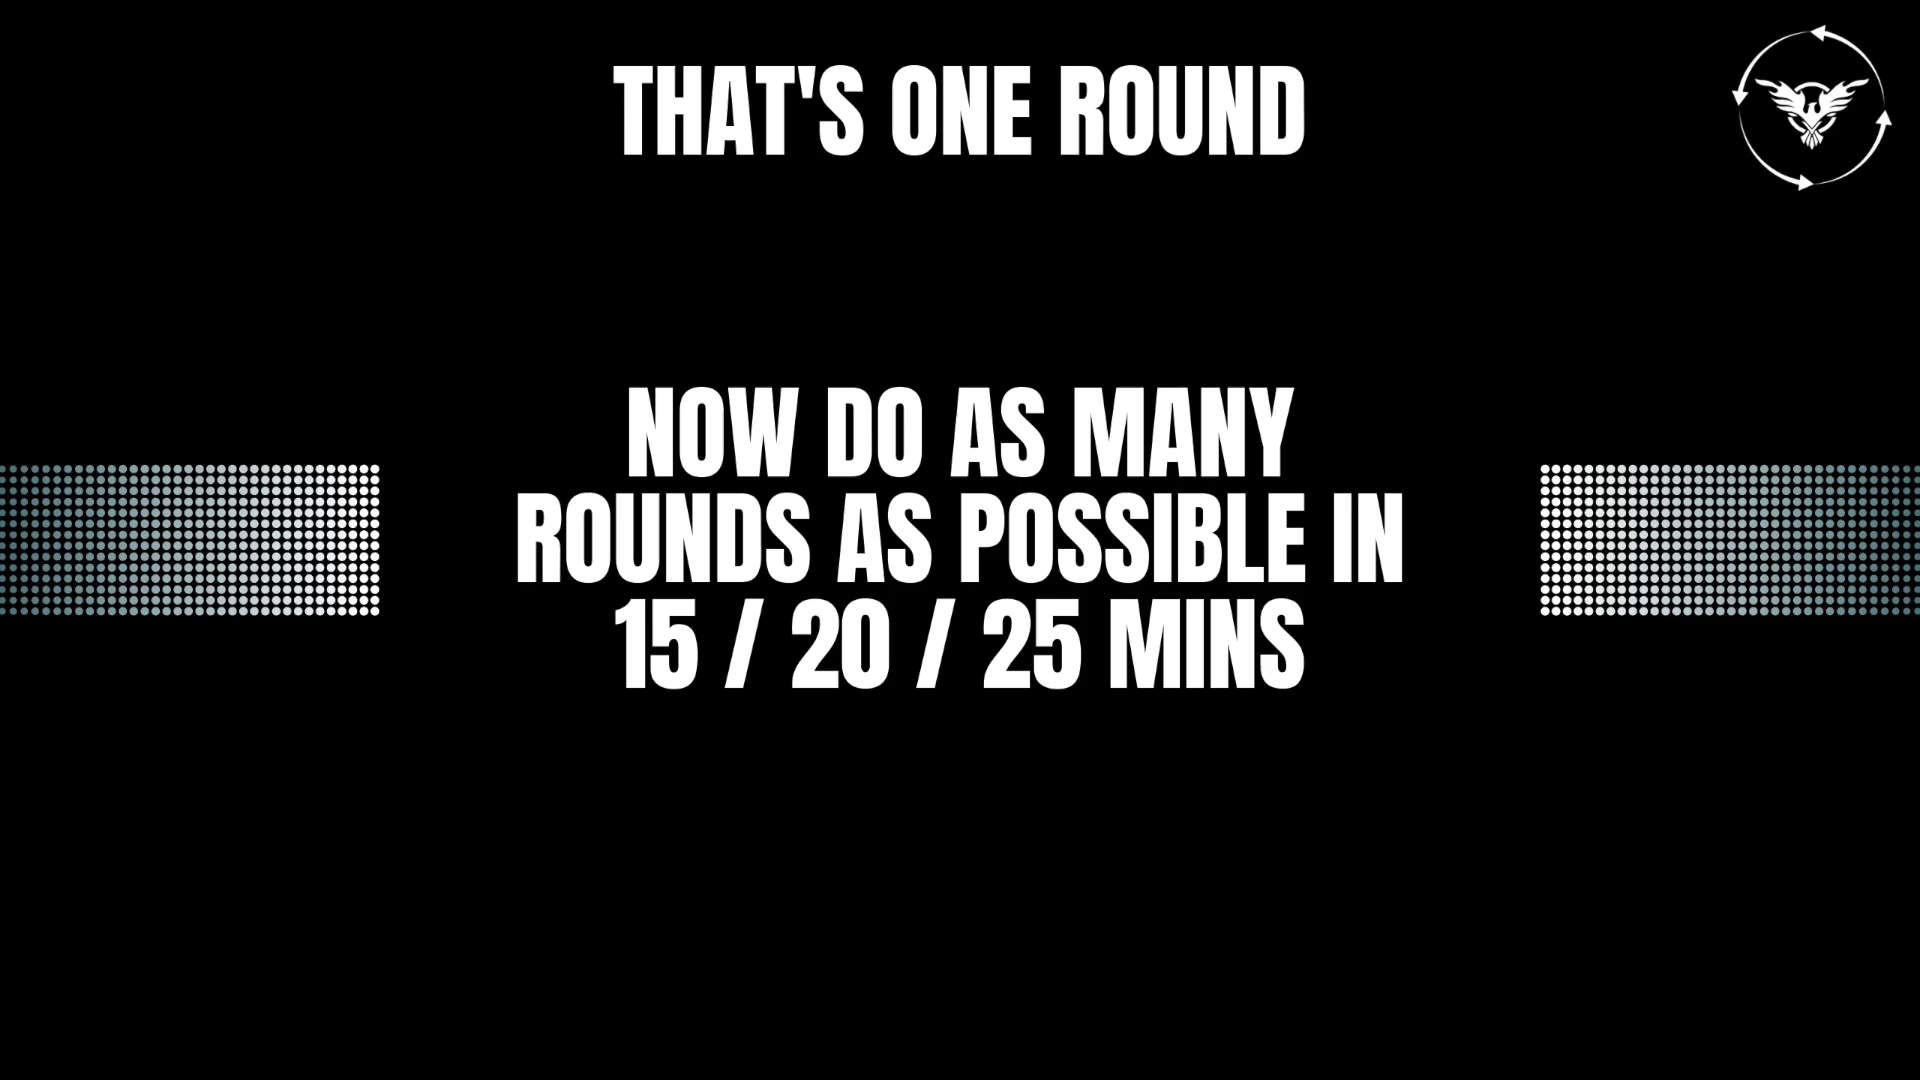 THAT'S ONE ROUND
NOW DO AS MANY
ROUNDS AS POSSIBLE IN
15 / 20 / 25 MINS